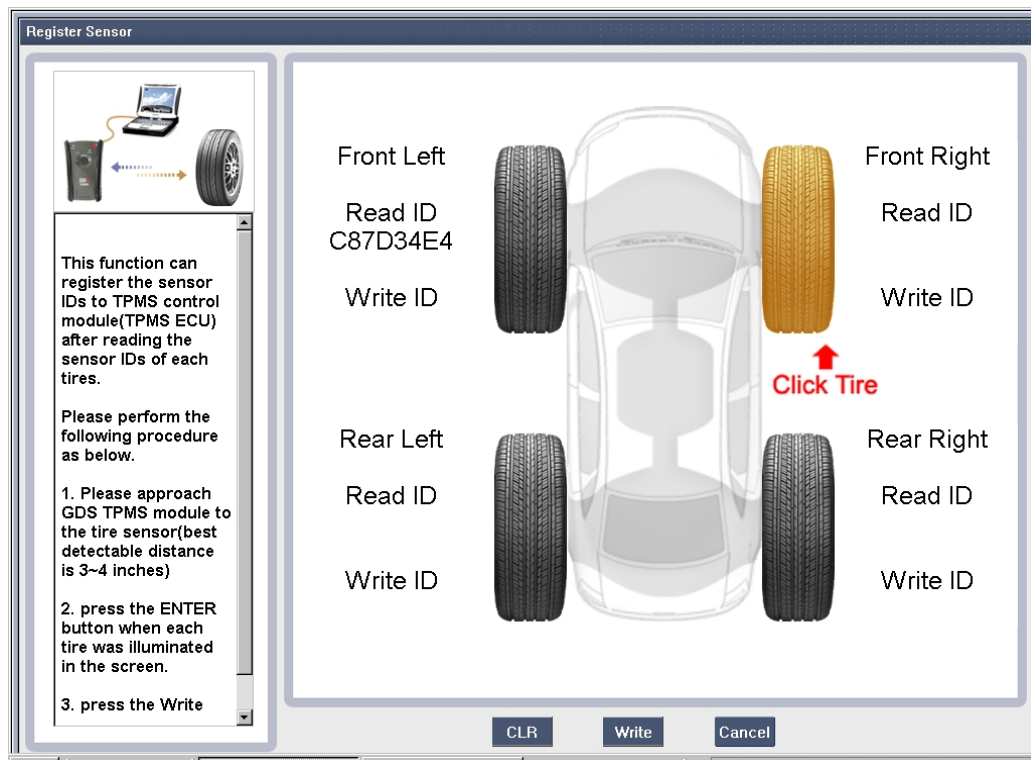 Register Sensor
This function can
register the sensor
IDs to TPMS control
module(TPMS ECU)
after reading the
sensor IDs of each
tires.
Please perform the
following procedure
as below.
1. Please approach
GDS TPMS module to
the tire sensor(best
detectable distance
is 3~4 inches)
2. press the ENTER
button when each
tire was illuminated
in the screen.
3. press the Write
Front Left
Read ID
C87D34E4
Write ID
Front Right
Read ID
Write ID
Click Tire
Rear Left
Read ID
Write ID
Rear Right
Read ID
Write ID
CLR
Write
Cancel